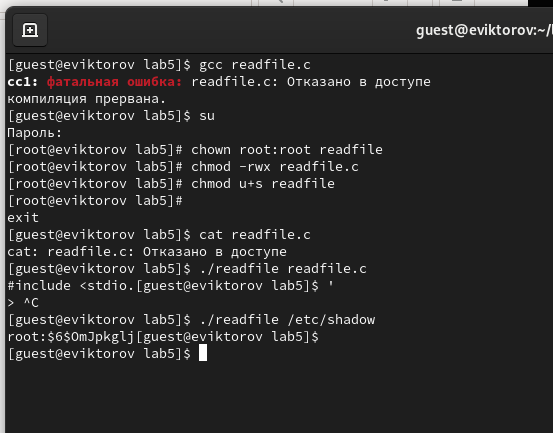 guest@eviktorov:~/l
[guest@eviktorov lab5]$ gcc readfile.c
cc1: фатальная ошибка: readfile.c: Отказано в доступе
компиляция прервана.
[guest@eviktorov lab5]$ su
Пароль:
[root@eviktorov lab5]# chown root:root readfile
[root@eviktorov lab5]# chmod -rwx readfile.c
[root@eviktorov lab5]# chmod u+s readfile
[root@eviktorov lab5]#
exit
[guest@eviktorov lab5]$ cat readfile.c
cat: readfile.c: Отказано в доступе
[guest@eviktorov lab5]$ ./readfile readfile.c
#include <stdio.[guest@eviktorov lab5]$ '
> ^C
[guest@eviktorov lab5]$ ./readfile /etc/shadow
root:$6$OmJpkglj[guest@eviktorov lab5]$
[guest@eviktorov lab5]$